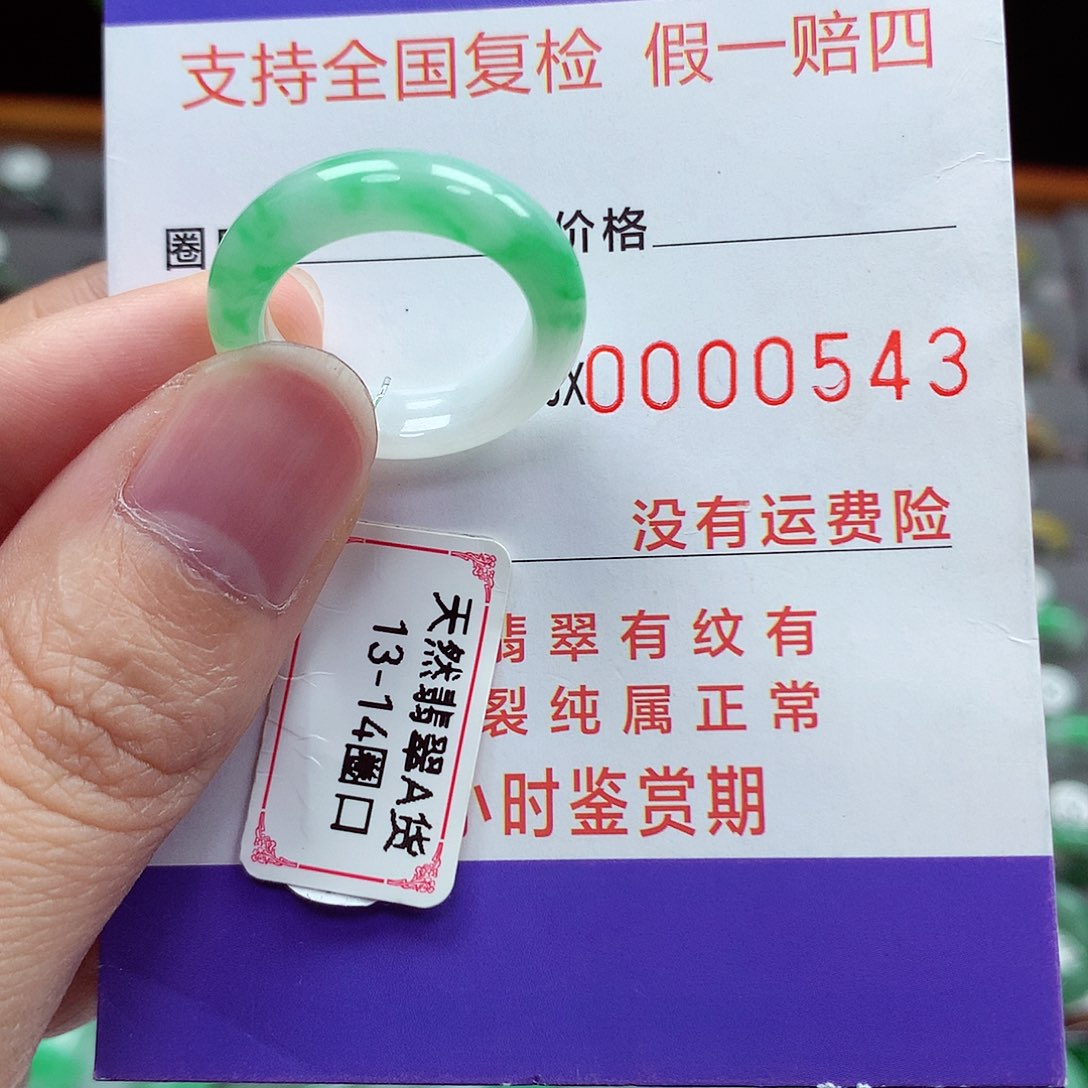 支持全国复检 假一赔四
圈
价格
X0000543
没有运费险
翡翠有纹有
裂纯属正常
小时鉴赏期
天然翡翠A货
13-14圈口